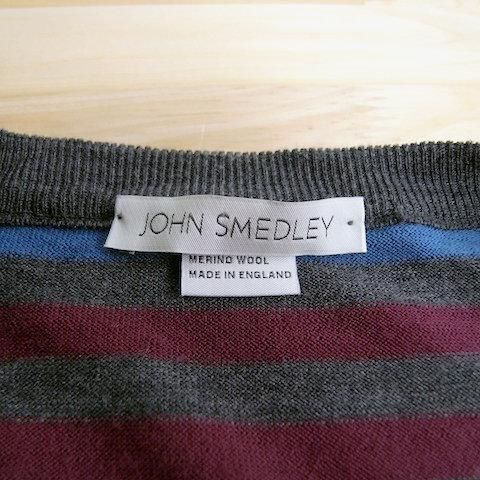 JOHN SMEDLEY
MERINO WOOL
MADE IN ENGLAND